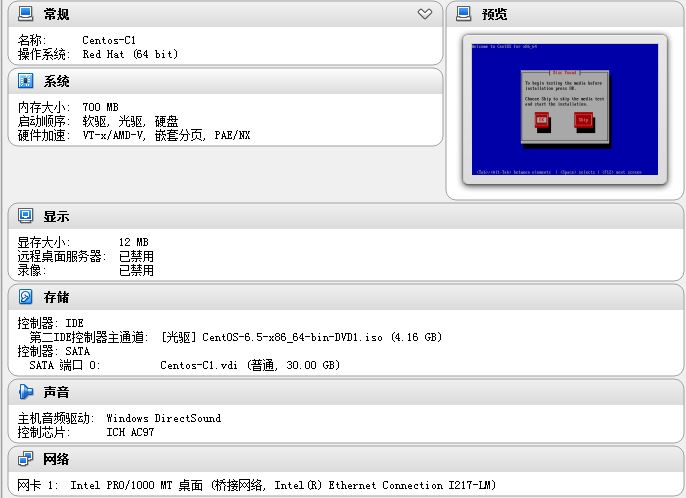 常规
名称: Centos-C1
操作系统: Red Hat (64 bit)
预览
Welcome to CentOS for x86_64
Disc Found
To begin testing the media before
installation press OK.
Choose Skip to skip the media test
and start the installation.
OK Skip
<Tab>/<Alt-Tab> between elements | <Space> selects | <F12> next screen
系统
内存大小: 700 MB
启动顺序: 软驱, 光驱, 硬盘
硬件加速: VT-x/AMD-V, 嵌套分页, PAE/NX
显示
显存大小: 12 MB
远程桌面服务器: 已禁用
录像: 已禁用
存储
控制器: IDE
第二IDE控制器主通道: [光驱] CentOS-6.5-x86_64-bin-DVD1.iso (4.16 GB)
控制器: SATA
SATA 端口 0: Centos-C1.vdi (普通, 30.00 GB)
声音
主机音频驱动: Windows DirectSound
控制芯片: ICH AC97
网络
网卡 1: Intel PRO/1000 MT 桌面 (桥接网络, Intel(R) Ethernet Connection I217-LM)